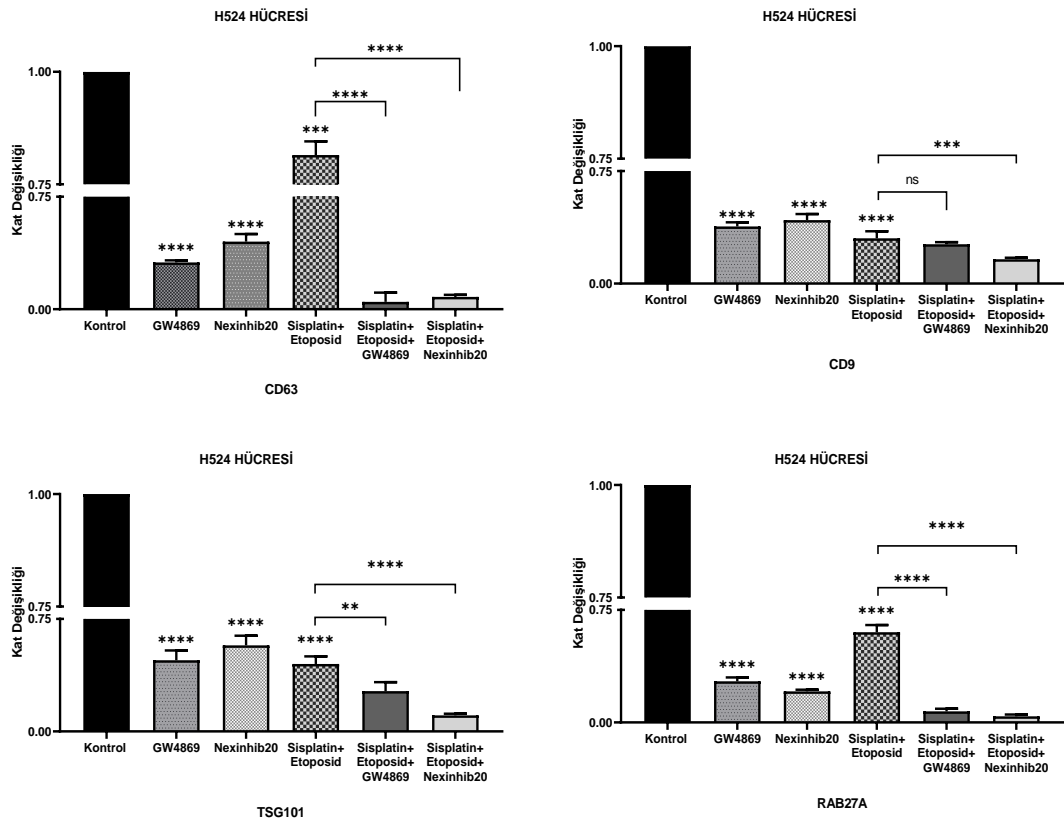 H524 HÜCRESİ
Kat Değişikliği
1.00
0.75
0.75
0.00
****
****
***
****
****
Kontrol
GW4869
Nexinhib20
Sisplatin+
Etoposid
Sisplatin+
Etoposid+
GW4869
Sisplatin+
Etoposid+
Nexinhib20
CD63
H524 HÜCRESİ
Kat Değişikliği
1.00
0.75
0.75
0.00
****
****
****
ns
***
Kontrol
GW4869
Nexinhib20
Sisplatin+
Etoposid
Sisplatin+
Etoposid+
GW4869
Sisplatin+
Etoposid+
Nexinhib20
CD9
H524 HÜCRESİ
Kat Değişikliği
1.00
0.75
0.75
0.00
****
****
****
**
****
Kontrol
GW4869
Nexinhib20
Sisplatin+
Etoposid
Sisplatin+
Etoposid+
GW4869
Sisplatin+
Etoposid+
Nexinhib20
TSG101
H524 HÜCRESİ
Kat Değişikliği
1.00
0.75
0.75
0.00
****
****
****
****
****
Kontrol
GW4869
Nexinhib20
Sisplatin+
Etoposid
Sisplatin+
Etoposid+
GW4869
Sisplatin+
Etoposid+
Nexinhib20
RAB27A